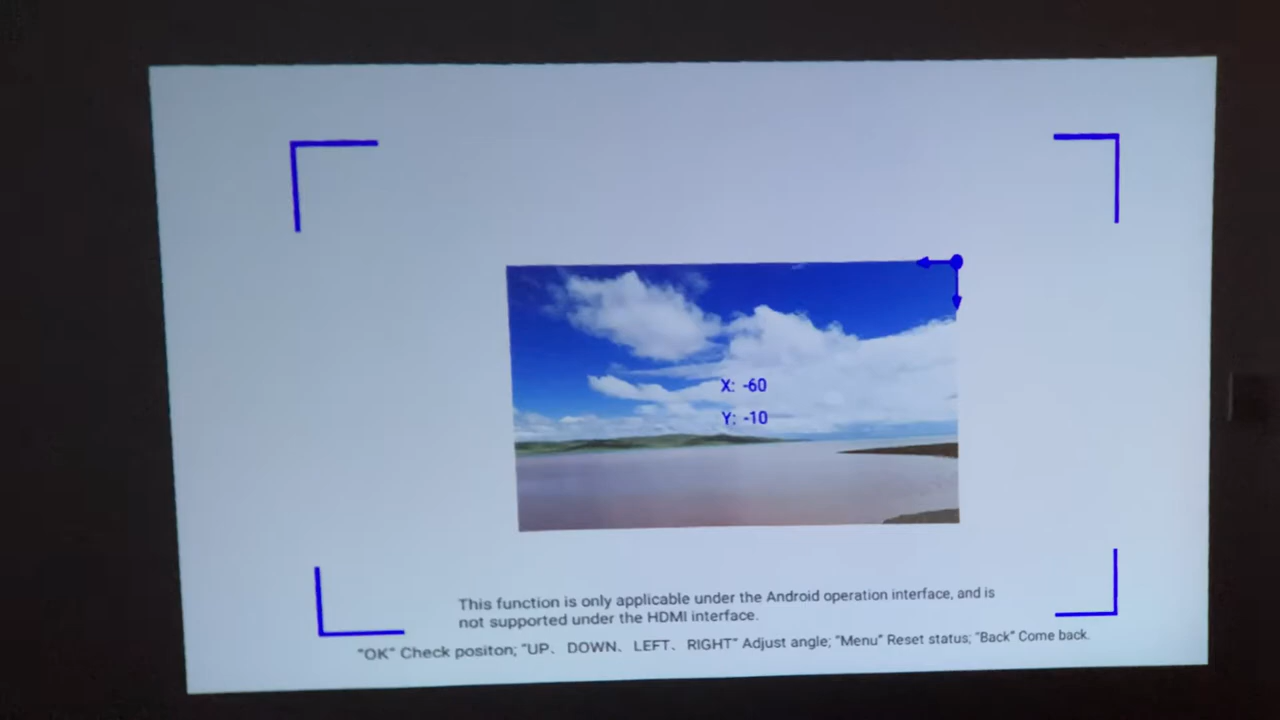 X: -60
Y: -10
This function is only applicable under the Android operation interface, and is
not supported under the HDMI interface.
"OK" Check positon; "UP、DOWN、LEFT、RIGHT" Adjust angle; "Menu" Reset status; "Back" Come back.